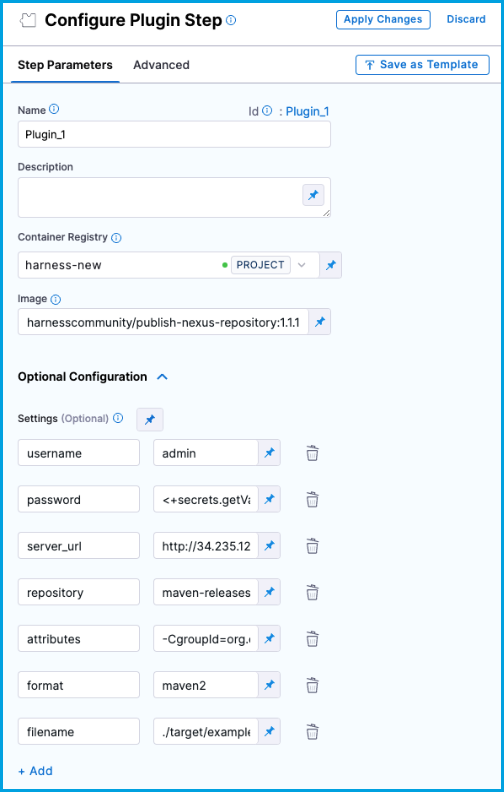 Configure Plugin Step
Apply Changes
Discard
Step Parameters
Advanced
Save as Template
Name
Id : Plugin_1
Plugin_1
Description
Container Registry
harness-new
PROJECT
Image
harnesscommunity/publish-nexus-repository:1.1.1
Optional Configuration
Settings (Optional)
username admin
password <+secrets.getVa
server_url http://34.235.12
repository maven-releases
attributes -CgroupId=org.
format maven2
filename ./target/example
+ Add